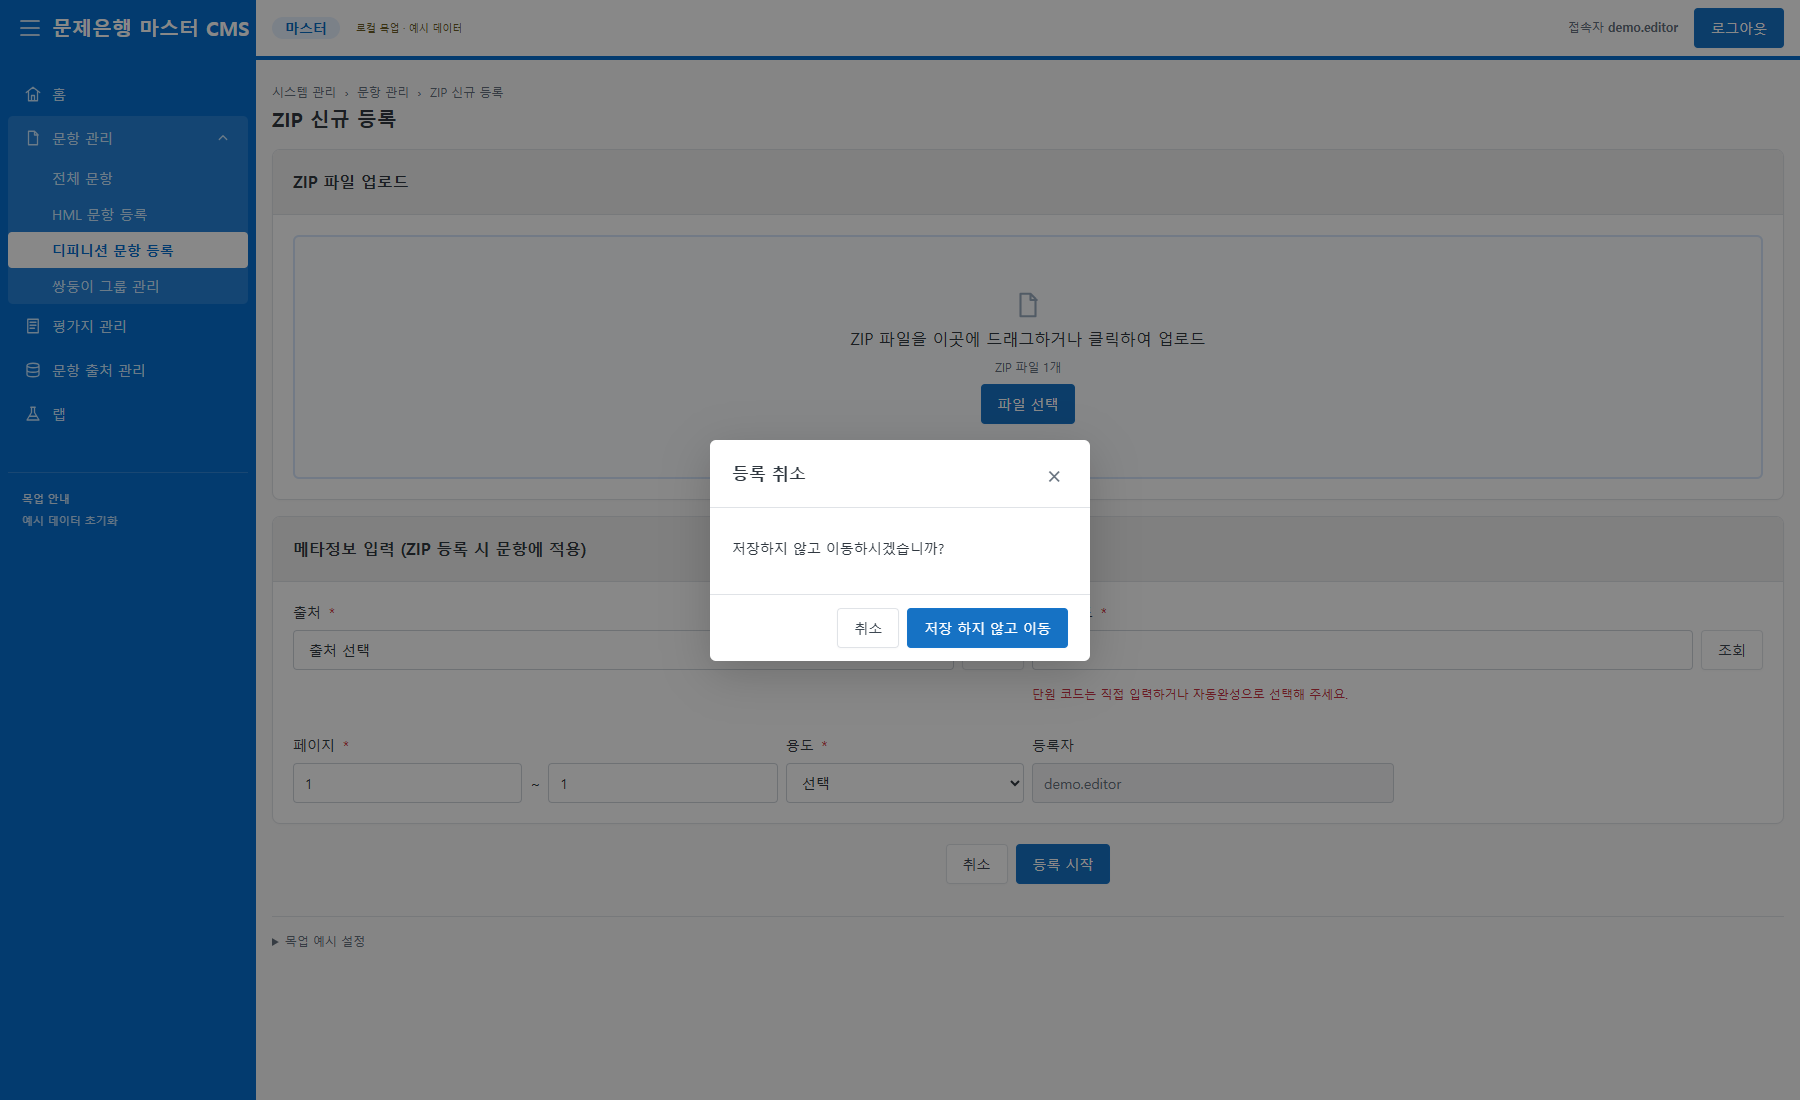 문제은행 마스터 CMS
마스터
로컬 목업 · 예시 데이터
접속자 demo.editor
로그아웃
홈
문항 관리
전체 문항
HML 문항 등록
디피니션 문항 등록
쌍둥이 그룹 관리
평가지 관리
문항 출처 관리
랩
목업 안내
예시 데이터 초기화
시스템 관리 › 문항 관리 › ZIP 신규 등록
ZIP 신규 등록
ZIP 파일 업로드
ZIP 파일을 이곳에 드래그하거나 클릭하여 업로드
ZIP 파일 1개
파일 선택
등록 취소
저장하지 않고 이동하시겠습니까?
취소
저장 하지 않고 이동
메타정보 입력 (ZIP 등록 시 문항에 적용)
출처 *
*
출처 선택
조회
단원 코드는 직접 입력하거나 자동완성으로 선택해 주세요.
페이지 *
용도 *
등록자
1 ~ 1
선택
demo.editor
취소
등록 시작
▶ 목업 예시 설정